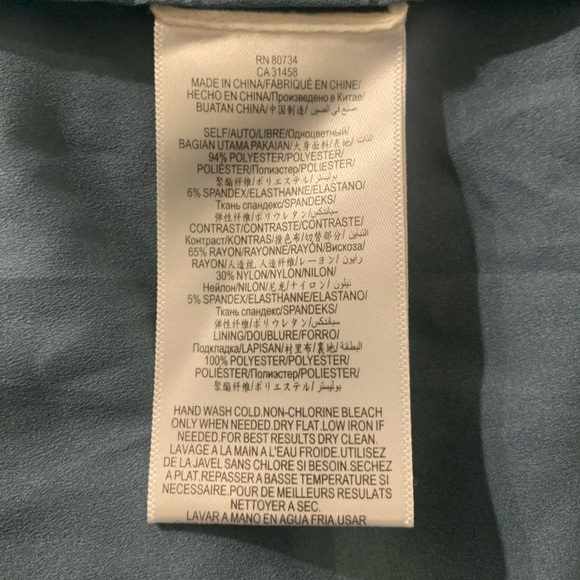 RN 80734
CA 31458
MADE IN CHINA/FABRIQUÉ EN CHINE/
HECHO EN CHINA/Произведено в Китае/
BUATAN CHINA/中国制造/ صنع في الصين
SELF/AUTO/LIBRE/Одноцветный/
BAGIAN UTAMA PAKAIAN/大身面料/表地/ الذات
94% POLYESTER/POLYESTER/
POLIÉSTER/Полиэстер/POLIESTER/
聚酯纤维/ポリエステル/بوليستر
6% SPANDEX/ELASTHANNE/ELASTANO/
Ткань спандекс/SPANDEKS/
弹性纤维/ポリウレタン/سباندكس
CONTRAST/CONTRASTE/CONTRASTE/
Контраст/KONTRAS/接色布/切替部分/ التباين
65% RAYON/RAYONNE/RAYÓN/Вискоза/
RAYON/人造丝, 人造纤维/レーヨン/ رايون
30% NYLON/NYLON/NILON/
Нейлон/NILON/尼龙/ナイロン/ نيلون
5% SPANDEX/ELASTHANNE/ELASTANO/
Ткань спандекс/SPANDEKS/
弹性纤维/ポリウレタン/سباندكس
LINING/DOUBLURE/FORRO/
Подкладка/LAPISAN/衬里布/裏地/ البطانة
100% POLYESTER/POLYESTER/
POLIÉSTER/Полиэстер/POLIESTER/
聚酯纤维/ポリエステル/بوليستر
HAND WASH COLD.NON-CHLORINE BLEACH
ONLY WHEN NEEDED.DRY FLAT.LOW IRON IF
NEEDED.FOR BEST RESULTS DRY CLEAN.
LAVAGE A LA MAIN A L'EAU FROIDE.UTILISEZ
DE LA JAVEL SANS CHLORE SI BESOIN.SECHEZ
A PLAT.REPASSER A BASSE TEMPERATURE SI
NECESSAIRE.POUR DE MEILLEURS RESULATS
NETTOYER A SEC.
LAVAR A MANO EN AGUA FRIA.USAR